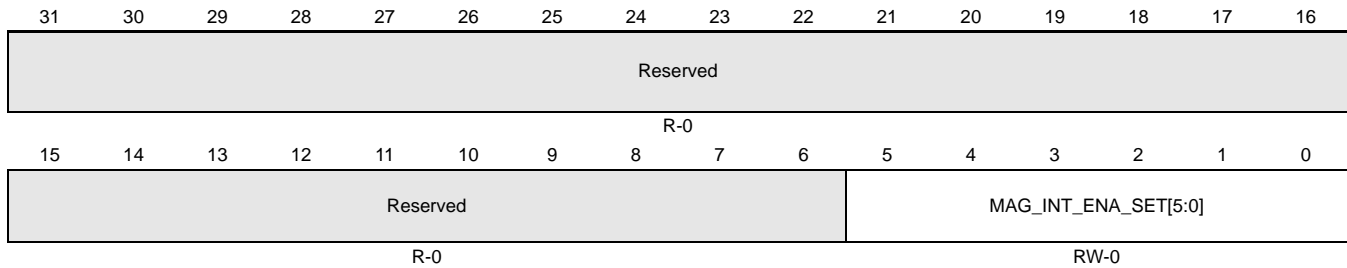 31 30 29 28 27 26 25 24 23 22 21 20 19 18 17 16
Reserved
R-0
15 14 13 12 11 10 9 8 7 6 5 4 3 2 1 0
Reserved MAG_INT_ENA_SET[5:0]
R-0 RW-0